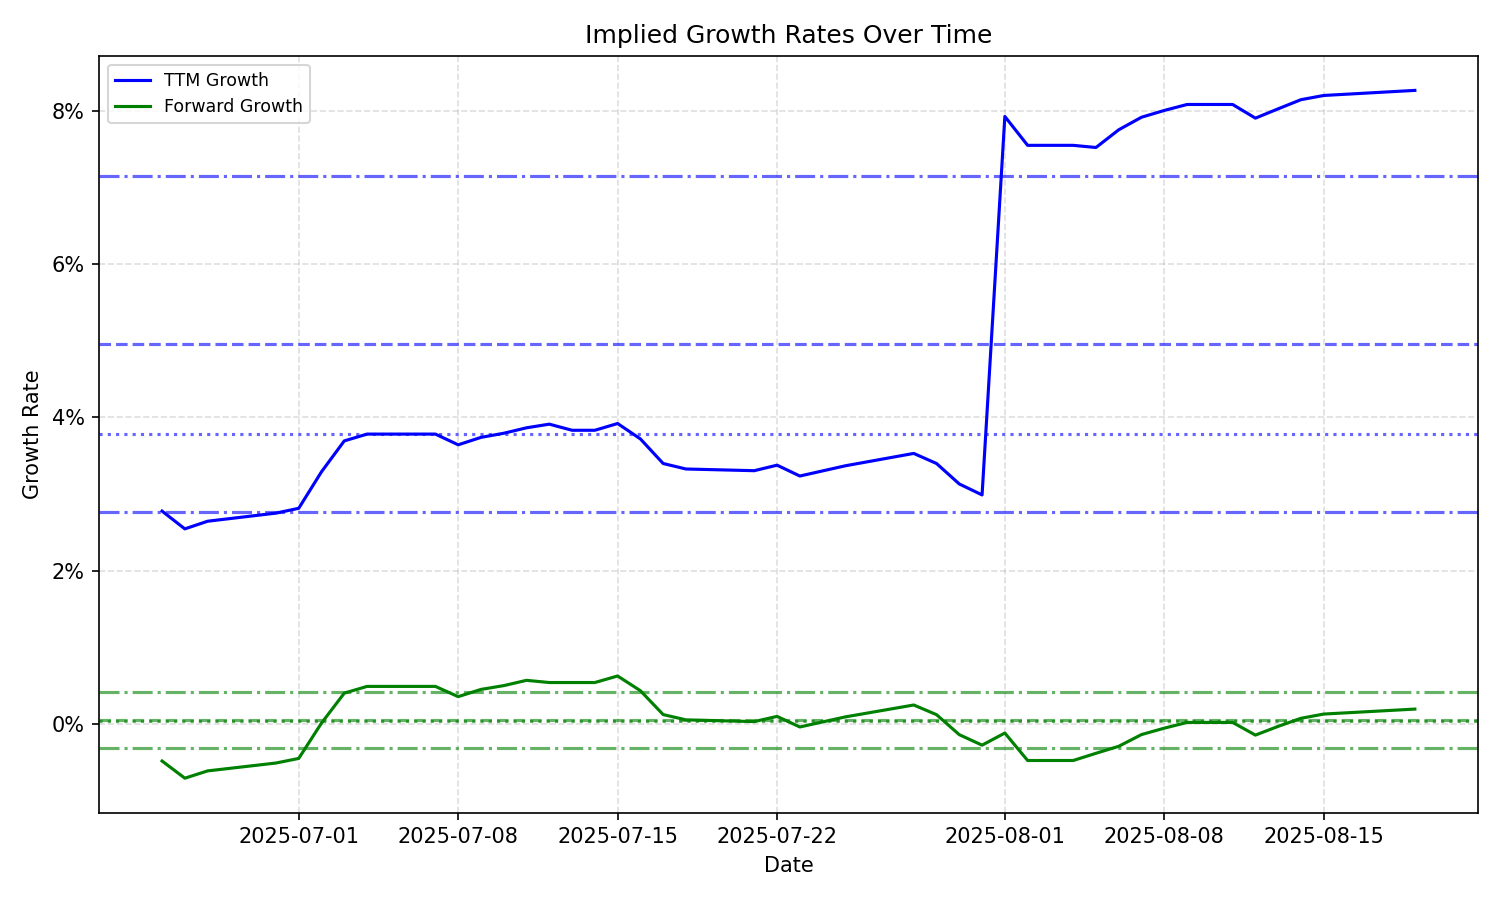 Implied Growth Rates Over Time
TTM Growth
Forward Growth
8%
6%
4%
2%
0%
Growth Rate
2025-07-01
2025-07-08
2025-07-15
2025-07-22
2025-08-01
2025-08-08
2025-08-15
Date